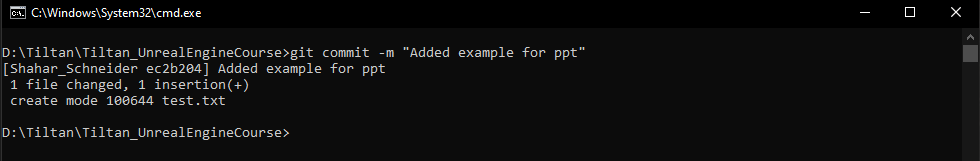 C:\Windows\System32\cmd.exe
D:\Tiltan\Tiltan_UnrealEngineCourse>git commit -m "Added example for ppt"
[Shahar_Schneider ec2b204] Added example for ppt
 1 file changed, 1 insertion(+)
 create mode 100644 test.txt
D:\Tiltan\Tiltan_UnrealEngineCourse>